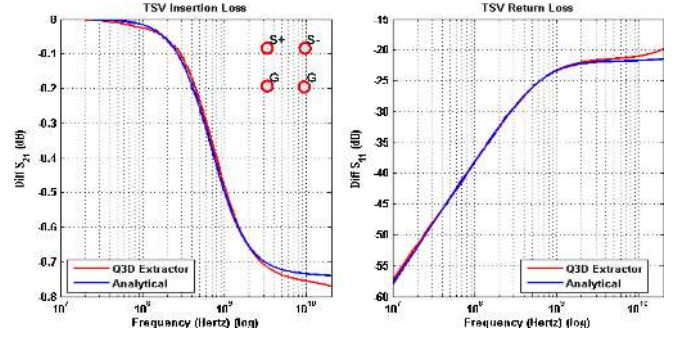 TSV Insertion Loss
0
-0.1
-0.2
-0.3
-0.4
-0.5
-0.6
-0.7
-0.8
Diff S21 (dB)
S+ S-
G G
Q3D Extractor
Analytical
10^7 10^8 10^9 10^10
Frequency (Hertz) (log)
TSV Return Loss
-15
-20
-25
-30
-35
-40
-45
-50
-55
-60
Diff S11 (dB)
Q3D Extractor
Analytical
10^7 10^8 10^9 10^10
Frequency (Hertz) (log)